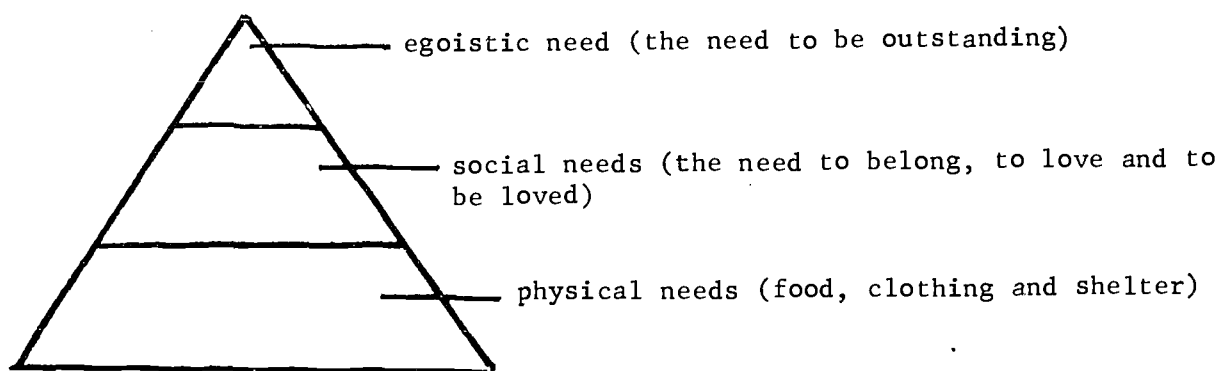 egoistic need (the need to be outstanding)
social needs (the need to belong, to love and to
be loved)
physical needs (food, clothing and shelter)